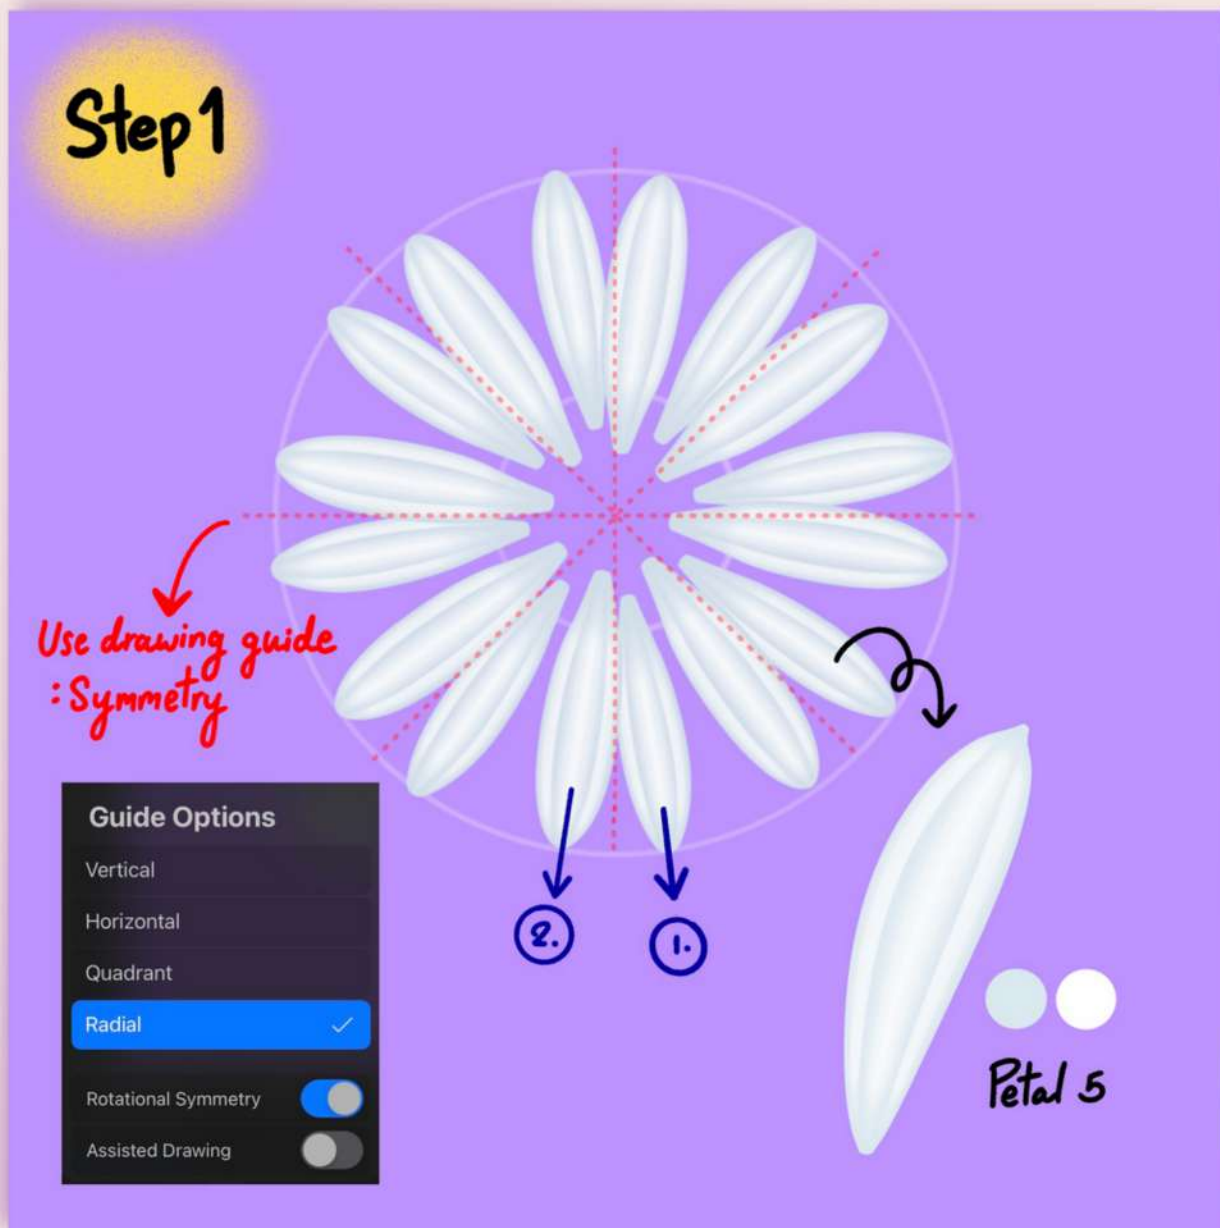 Step 1
Use drawing guide
: Symmetry
Guide Options
Vertical
Horizontal
Quadrant
Radial
Rotational Symmetry
Assisted Drawing
2.
1.
Petal 5